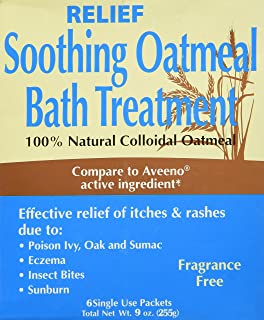 RELIEF
Soothing Oatmeal
Bath Treatment
100% Natural Colloidal Oatmeal
Compare to Aveeno®
active ingredient*
Effective relief of itches & rashes
due to:
• Poison Ivy, Oak and Sumac
• Eczema
• Insect Bites
• Sunburn
Fragrance
Free
6 Single Use Packets
Total Net Wt. 9 oz. (255g)